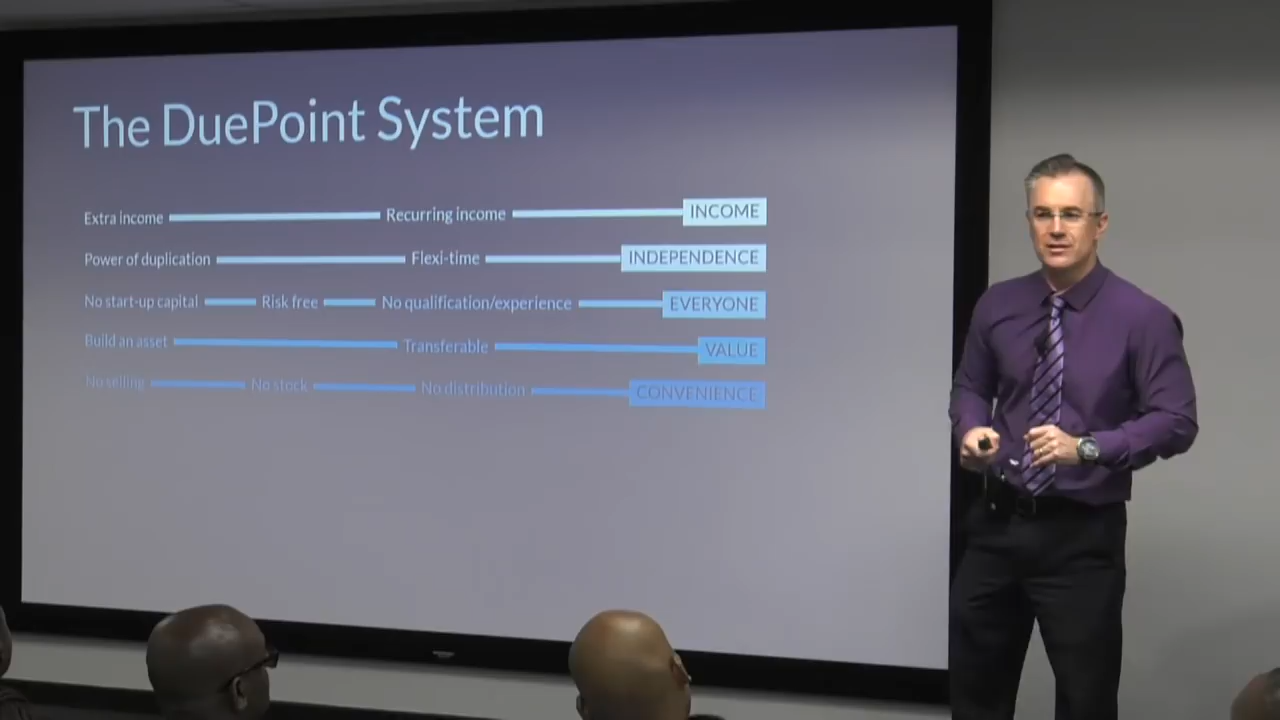 The DuePoint System
Extra income Recurring income INCOME
Power of duplication Flexi-time INDEPENDENCE
No start-up capital Risk free No qualification/experience EVERYONE
Build an asset Transferable VALUE
No selling No stock No distribution CONVENIENCE